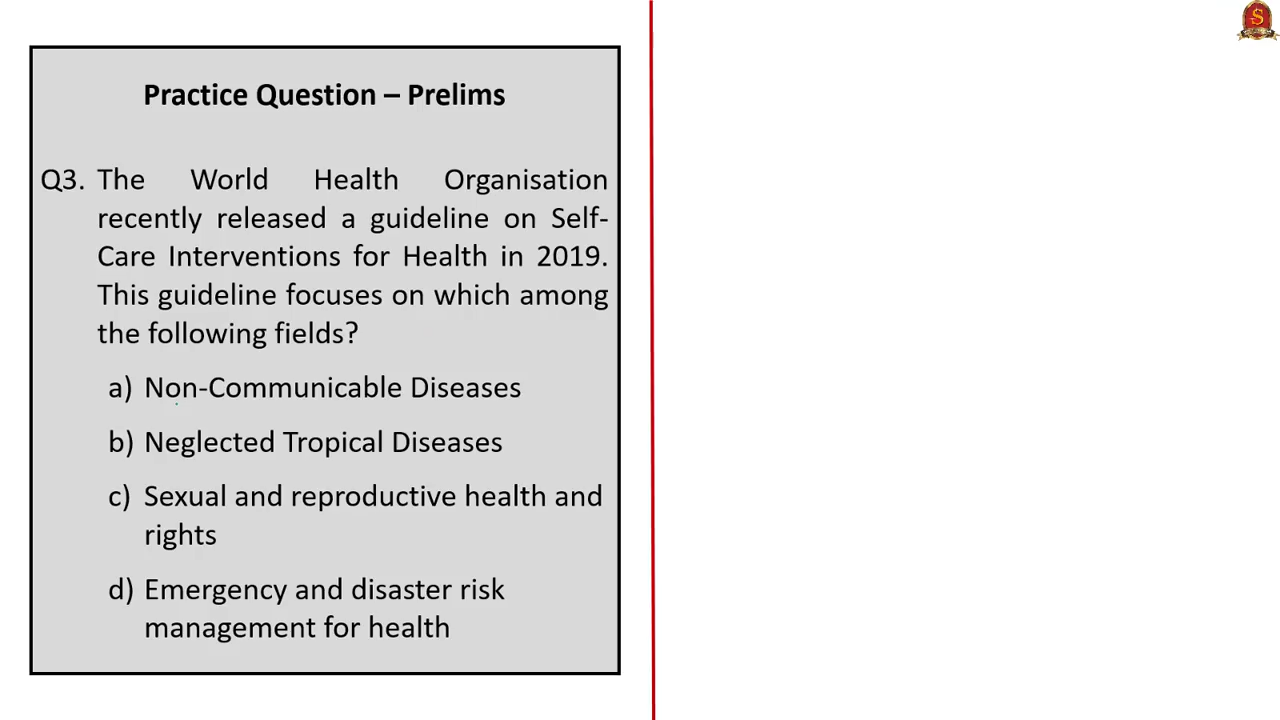 Practice Question – Prelims
Q3. The World Health Organisation
recently released a guideline on Self-
Care Interventions for Health in 2019.
This guideline focuses on which among
the following fields?
a) Non-Communicable Diseases
b) Neglected Tropical Diseases
c) Sexual and reproductive health and
rights
d) Emergency and disaster risk
management for health
S